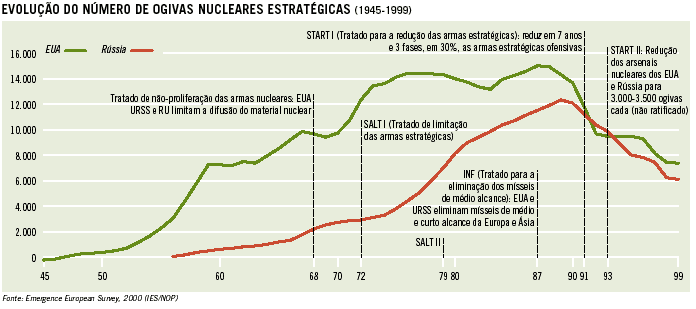 EVOLUÇÃO DO NÚMERO DE OGIVAS NUCLEARES ESTRATÉGICAS (1945-1999)
EUA
Rússia
START I (Tratado para a redução das armas estratégicas): reduz em 7 anos
e 3 fases, em 30%, as armas estratégicas ofensivas
START II: Redução
dos arsenais
nucleares dos EUA
e Rússia para
3.000-3.500 ogivas
cada (não ratificado)
Tratado de não-proliferação das armas nucleares: EUA
URSS e RU limitam a difusão do material nuclear
SALT I (Tratado de limitação
das armas estratégicas)
INF (Tratado para a
eliminação dos mísseis
de médio alcance): EUA e
URSS eliminam mísseis de médio
e curto alcance da Europa e Ásia
SALT II
16.000
14.000
12.000
10.000
8.000
6.000
4.000
2.000
0
45 50 60 68 70 72 79 80 87 90 91 93 99
Fonte: Emergence European Survey, 2000 (IES/NOP)